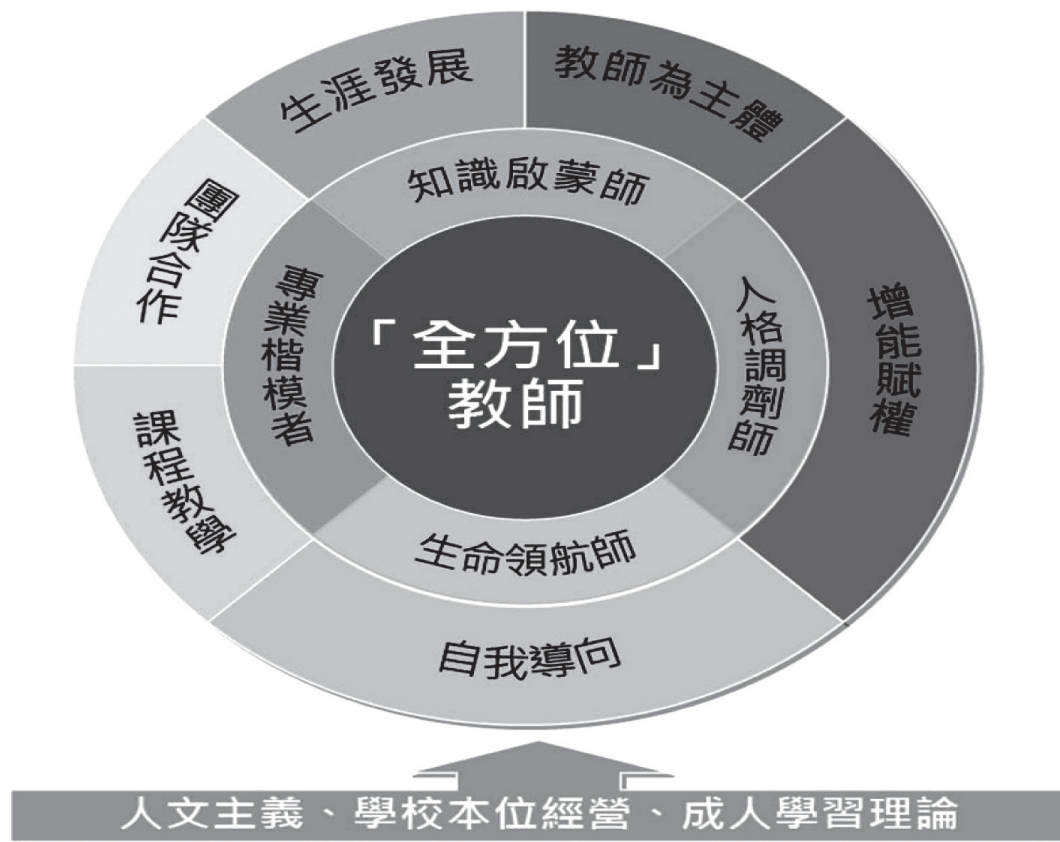 生涯發展
教師為主體
團隊合作
知識啟蒙師
增能賦權
專業楷模者
「全方位」
教師
人格調劑師
課程教學
生命領航師
自我導向
人文主義、學校本位經營、成人學習理論